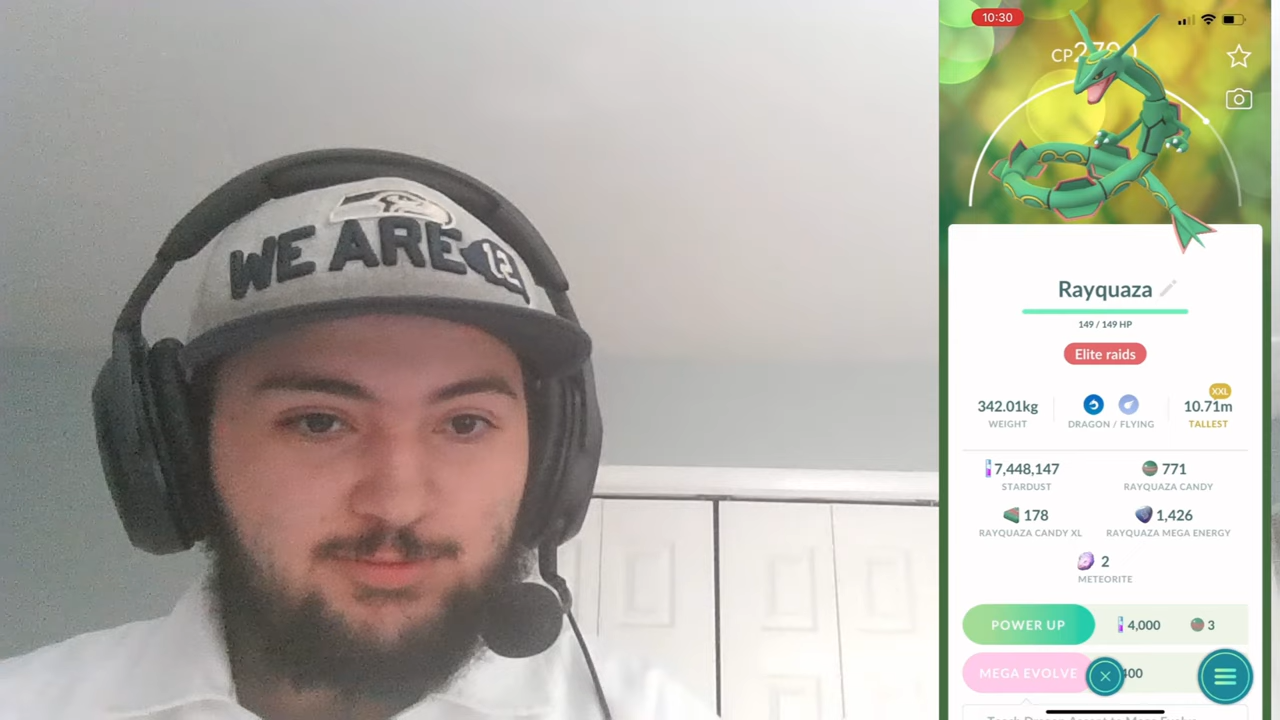 WE ARE 12
10:30
CP
Rayquaza
149 / 149 HP
Elite raids
XXL
342.01kg
10.71m
WEIGHT
DRAGON / FLYING
TALLEST
7,448,147
771
STARDUST
RAYQUAZA CANDY
178
1,426
RAYQUAZA CANDY XL
RAYQUAZA MEGA ENERGY
2
METEORITE
POWER UP
4,000
3
MEGA EVOLVE